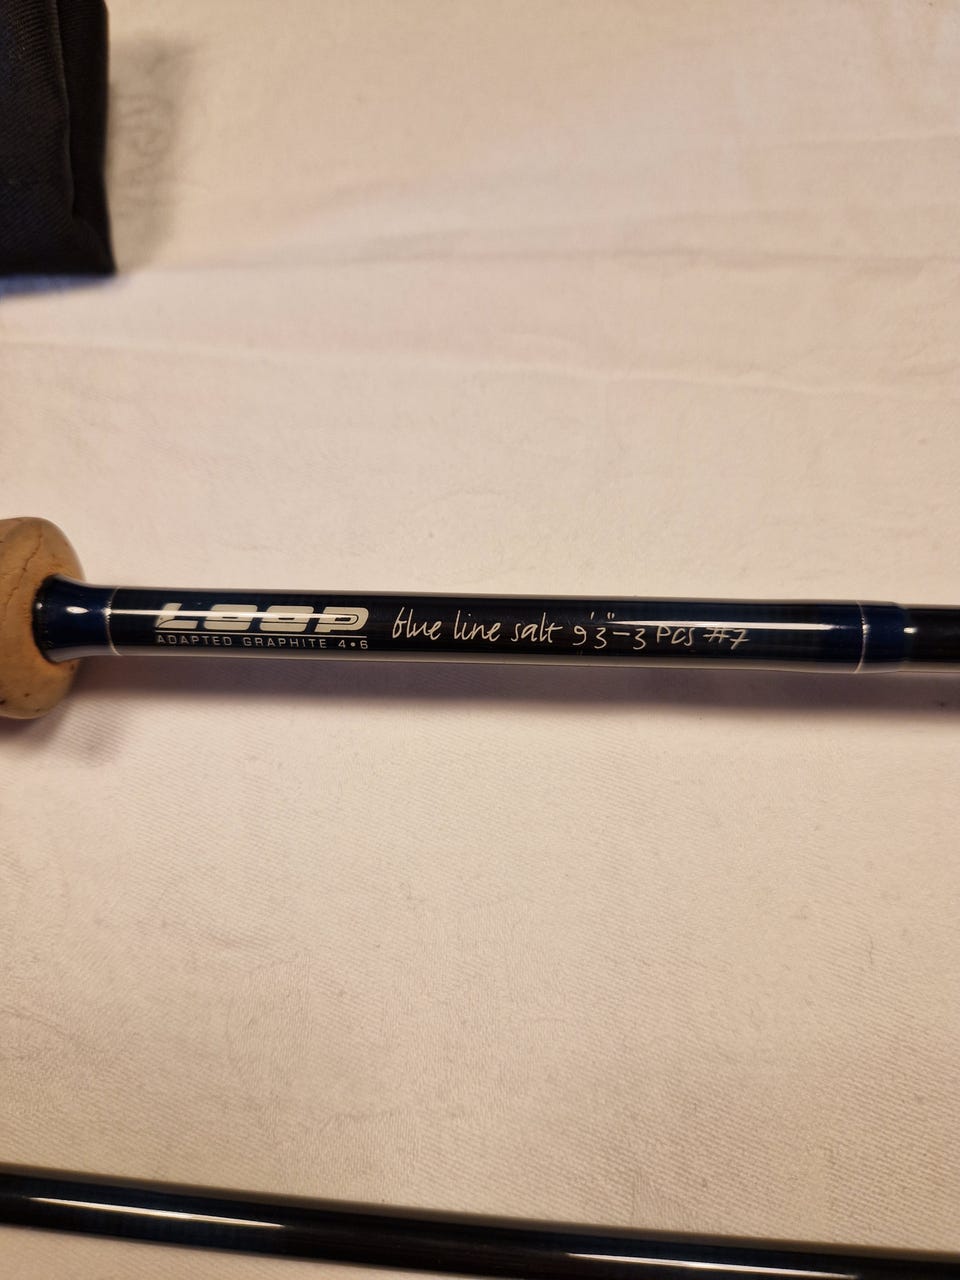 LOOP
ADAPTED GRAPHITE 4•6
blue line salt 9'3"-3 PCS #7